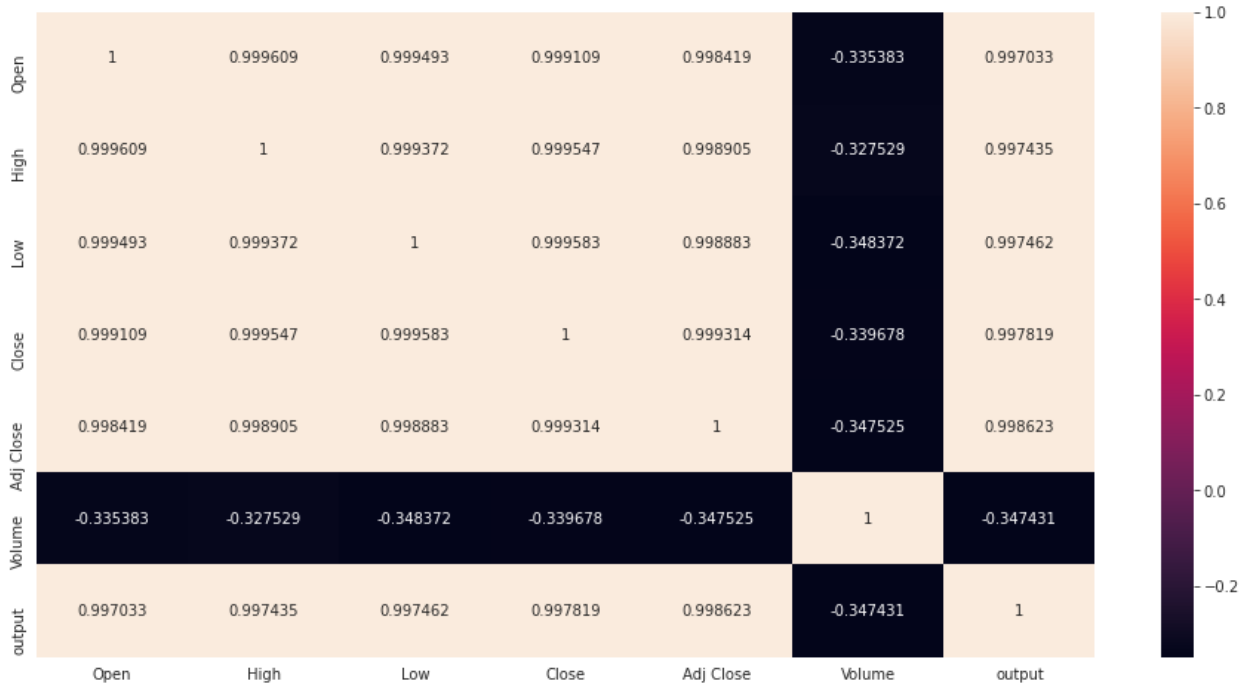 1.0
Open 1 0.999609 0.999493 0.999109 0.998419 -0.335383 0.997033
0.8
High 0.999609 1 0.999372 0.999547 0.998905 -0.327529 0.997435
0.6
Low 0.999493 0.999372 1 0.999583 0.998883 -0.348372 0.997462
0.4
Close 0.999109 0.999547 0.999583 1 0.999314 -0.339678 0.997819
0.2
Adj Close 0.998419 0.998905 0.998883 0.999314 1 -0.347525 0.998623
0.0
Volume -0.335383 -0.327529 -0.348372 -0.339678 -0.347525 1 -0.347431
-0.2
output 0.997033 0.997435 0.997462 0.997819 0.998623 -0.347431 1
Open High Low Close Adj Close Volume output